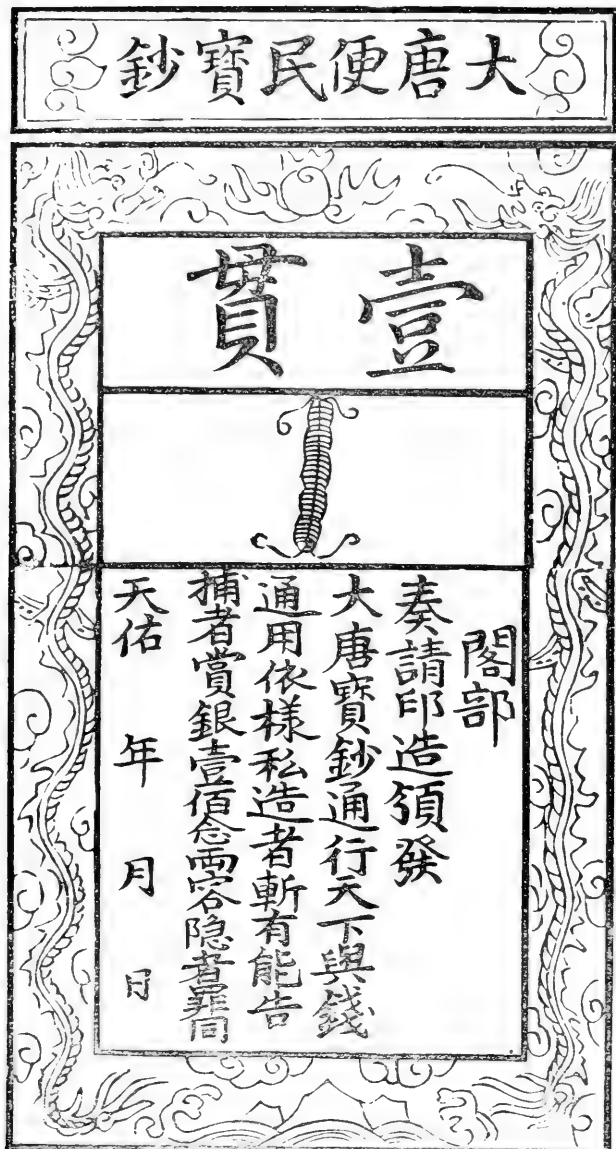 大唐便民寶鈔
壹貫
閣部
奏請印造頒發
大唐寶鈔通行天下與錢
通用依樣私造者斬有能告
捕者賞銀壹佰念兩容隐者罪同
天佑 年 月 日